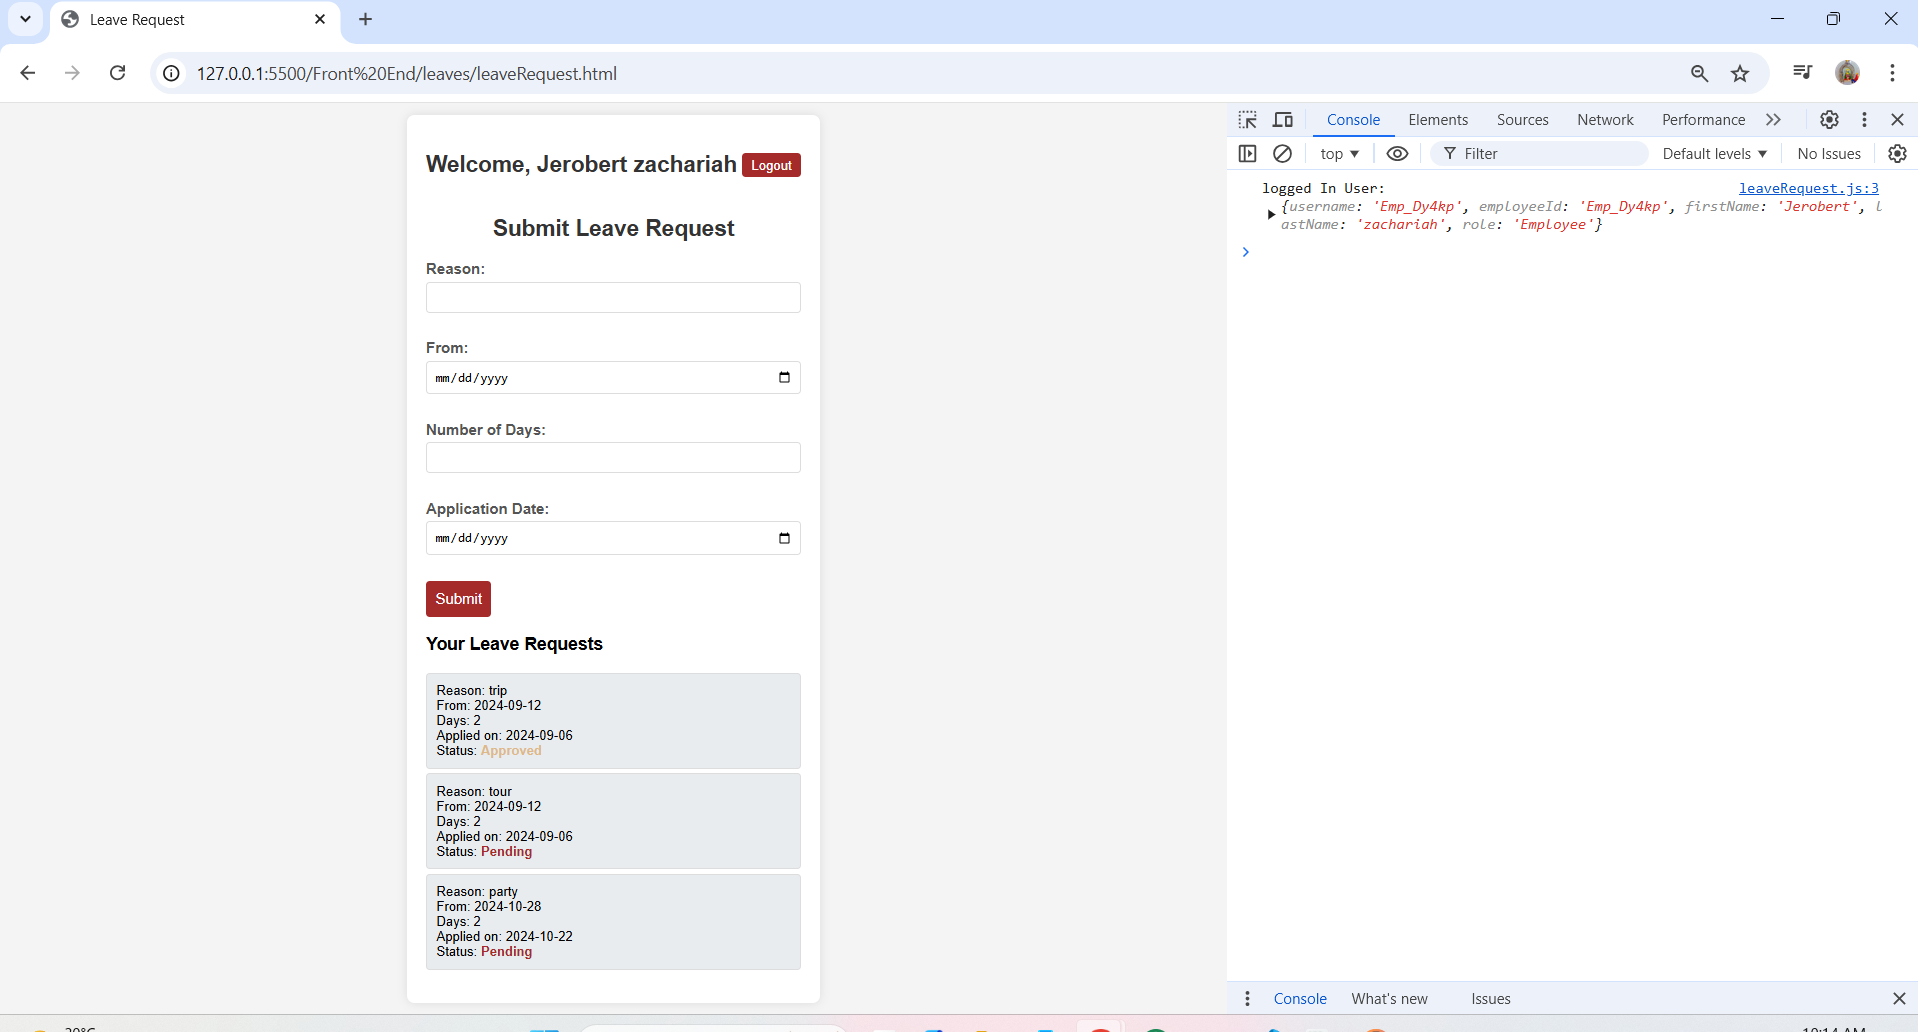 Leave Request
127.0.0.1:5500/Front%20End/leaves/leaveRequest.html
Welcome, Jerobert zachariah
Logout
Submit Leave Request
Reason:
From:
mm/dd/yyyy
Number of Days:
Application Date:
mm/dd/yyyy
Submit
Your Leave Requests
Reason: trip
From: 2024-09-12
Days: 2
Applied on: 2024-09-06
Status: Approved
Reason: tour
From: 2024-09-12
Days: 2
Applied on: 2024-09-06
Status: Pending
Reason: party
From: 2024-10-28
Days: 2
Applied on: 2024-10-22
Status: Pending
Console Elements Sources Network Performance
top Filter Default levels No Issues
logged In User: leaveRequest.js:3
{username: 'Emp_Dy4kp', employeeId: 'Emp_Dy4kp', firstName: 'Jerobert', l
astName: 'zachariah', role: 'Employee'}
Console What's new Issues